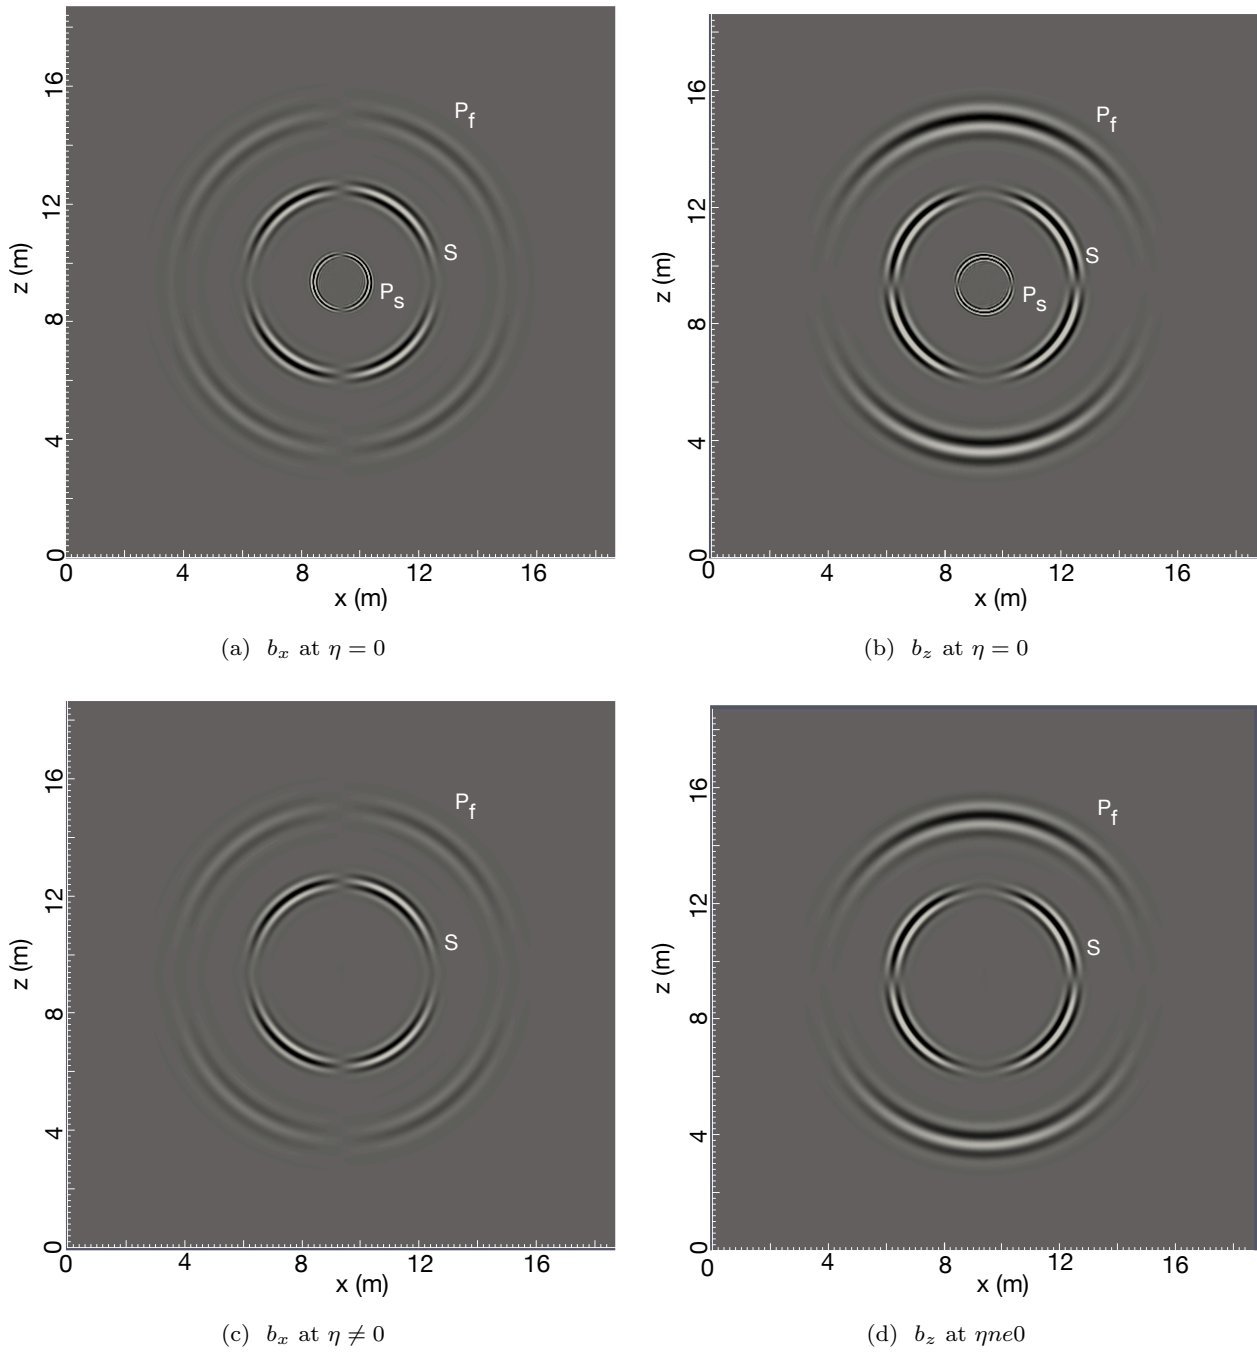 z (m)
16
12
8
4
0
P_f
S
P_s
0 4 8 12 16
x (m)
z (m)
16
12
8
4
0
P_f
S
P_s
0 4 8 12 16
x (m)
(a) b_x at η = 0
(b) b_z at η = 0
z (m)
16
12
8
4
0
P_f
S
0 4 8 12 16
x (m)
z (m)
16
12
8
4
0
P_f
S
0 4 8 12 16
x (m)
(c) b_x at η ≠ 0
(d) b_z at ηne0